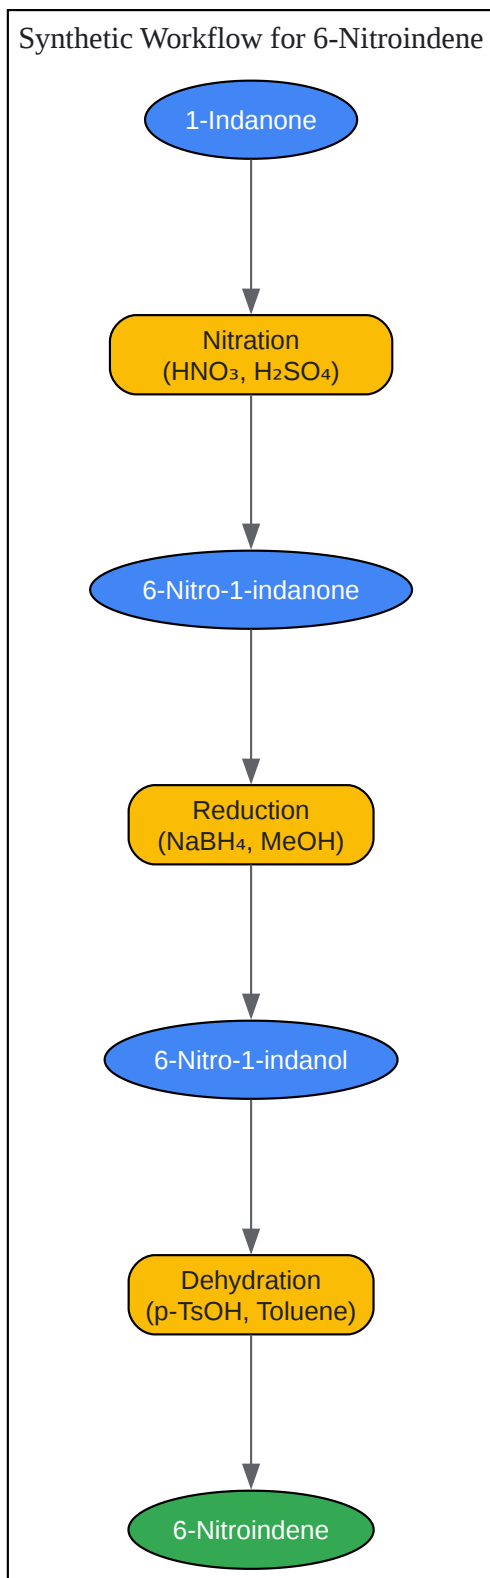 Synthetic Workflow for 6-Nitroindene
1-Indanone
Nitration
(HNO₃, H₂SO₄)
6-Nitro-1-indanone
Reduction
(NaBH₄, MeOH)
6-Nitro-1-indanol
Dehydration
(p-TsOH, Toluene)
6-Nitroindene